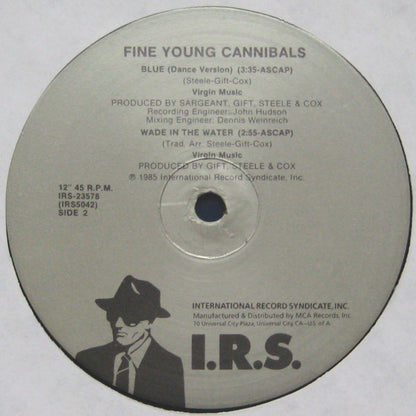 FINE YOUNG CANNIBALS
BLUE (Dance Version) (3:35-ASCAP)
(Steele-Gift-Cox)
Virgin Music
PRODUCED BY SARGEANT, GIFT, STEELE & COX
Recording Engineer: John Hudson
Mixing Engineer: Dennis Weinreich
WADE IN THE WATER (2:55-ASCAP)
(Trad. Arr. Steele-Gift-Cox)
Virgin Music
PRODUCED BY GIFT, STEELE & COX
℗ 1985 International Record Syndicate, Inc.
12" 45 R.P.M.
IRS-23578
(IRS5042)
SIDE 2
INTERNATIONAL RECORD SYNDICATE, INC.
Manufactured & Distributed by MCA Records, Inc.
70 Universal City Plaza, Universal City, CA-U.S. of A.
I.R.S.